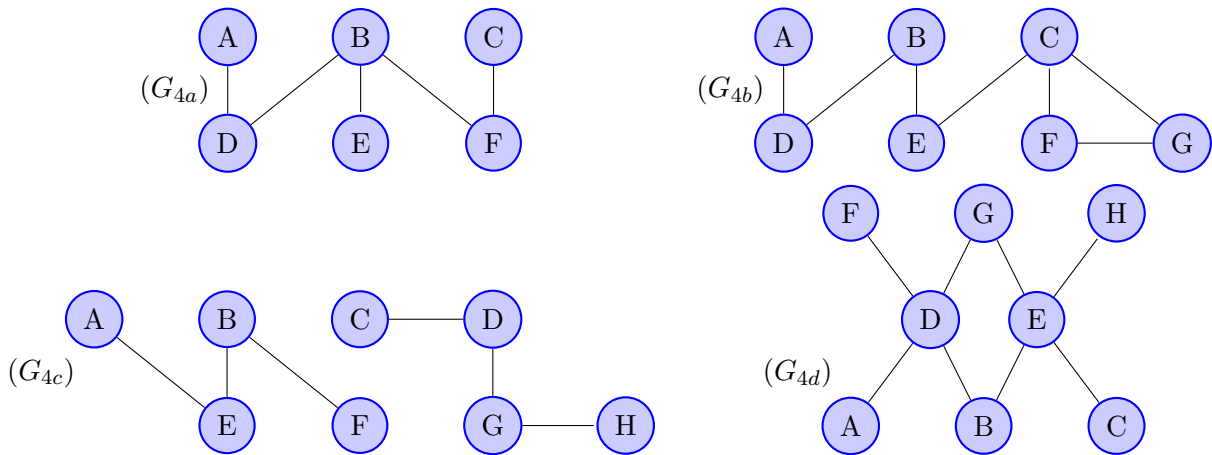 A B C
(G4a)
D E F
A B C
(G4b)
D E F G
A B C D
(G4c)
E F G H
F G H
D E
(G4d)
A B C